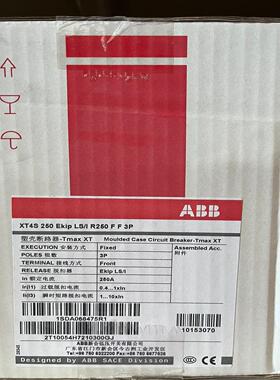 ABB
XT4S 250 Ekip LS/I R250 F F 3P
塑壳断路器-Tmax XT Moulded Case Circuit Breaker-Tmax XT
EXECUTION 安装方式 Fixed Assembled Acc.
POLES 极数 3P 附件
TERMINAL 接线方式 Front
RELEASE 脱扣器 Ekip LS/I
In 额定电流 250A
Ir(I1) 过载脱扣电流 0.4...1xIn
Ii(I3) 瞬时短路脱扣电流 1...10xIn
1SDA068475R1
10153070
2T10054H7210300GJ
Designed by ABB SACE Division